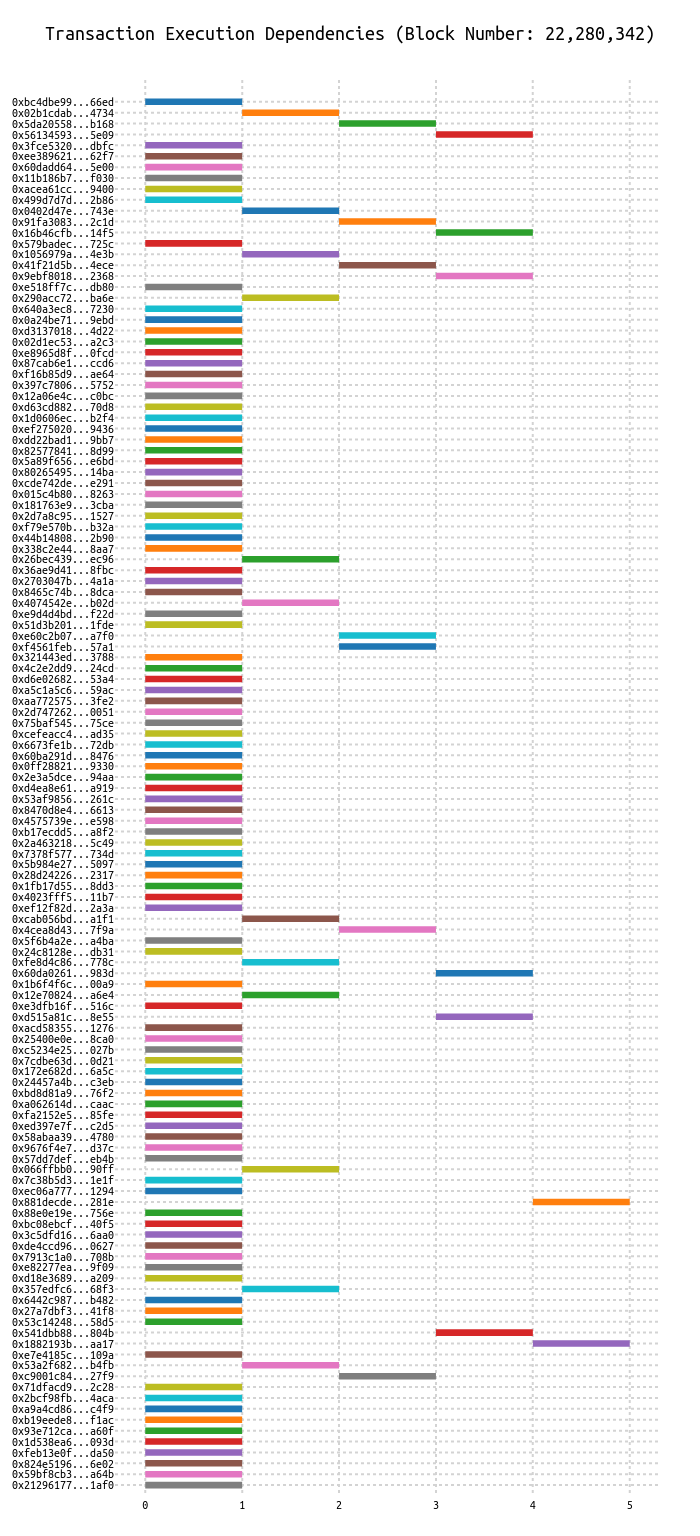 Transaction Execution Dependencies (Block Number: 22,280,342)
0xbc4dbe99...66ed
0x02b1cdab...4734
0x5da20558...b168
0x56134593...5e09
0x3fce5320...dbfc
0xee389621...62f7
0x60dadd64...5e00
0x11b186b7...f030
0xacea61cc...9400
0x499d7d7d...2b86
0x0402d47e...743e
0x91fa3083...2c1d
0x16b46cfb...14f5
0x579badec...725c
0x1056979a...4e3b
0x41f21d5b...4ece
0x9ebf8018...2368
0xe518ff7c...db80
0x290acc72...ba6e
0x640a3ec8...7230
0x0a24be71...9ebd
0xd3137018...4d22
0x02d1ec53...a2c3
0xe8965d8f...0fcd
0x87cab6e1...ccd6
0xf16b85d9...ae64
0x397c7806...5752
0x12a06e4c...c0bc
0xd63cd882...70d8
0x1d0606ec...b2f4
0xef275020...9436
0xdd22bad1...9bb7
0x82577841...8d99
0x5a89f656...e6bd
0x80265495...14ba
0xcde742de...e291
0x015c4b80...8263
0x181763e9...3cba
0x2d7a8c95...1527
0xf79e570b...b32a
0x44b14808...2b90
0x338c2e44...8aa7
0x26bec439...ec96
0x36ae9d41...8fbc
0x2703047b...4a1a
0x8465c74b...8dca
0x4074542e...b02d
0xe9d4d4bd...f22d
0x51d3b201...1fde
0xe60c2b07...a7f0
0xf4561feb...57a1
0x321443ed...3788
0x4c2e2dd9...24cd
0xd6e02682...53a4
0xa5c1a5c6...59ac
0xaa772575...3fe2
0x2d747262...0051
0x75baf545...75ce
0xcefeacc4...ad35
0x6673fe1b...72db
0x60ba291d...8476
0x0ff28821...9330
0x2e3a5dce...94aa
0xd4ea8e61...a919
0x53af9856...261c
0x8470d8e4...6613
0x4575739e...e598
0xb17ecdd5...a8f2
0x2a463218...5c49
0x7378f577...734d
0x5b984e27...5097
0x28d24226...2317
0x1fb17d55...8dd3
0x4023fff5...11b7
0xef12f82d...2a3a
0xcab056bd...a1f1
0x4cea8d43...7f9a
0x5f6b4a2e...a4ba
0x24c8128e...db31
0xfe8d4c86...778c
0x60da0261...983d
0x1b6f4f6c...00a9
0x12e70824...a6e4
0xe3dfb16f...516c
0xd515a81c...8e55
0xacd58355...1276
0x25400e0e...8ca0
0xc5234e25...027b
0x7cdbe63d...0d21
0x172e682d...6a5c
0x24457a4b...c3eb
0xbd8d81a9...76f2
0xa062614d...caac
0xfa2152e5...85fe
0xed397e7f...c2d5
0x58abaa39...4780
0x9676f4e7...d37c
0x57dd7def...eb4b
0x066ffbb0...90ff
0x7c38b5d3...1e1f
0xec06a777...1294
0x881decde...281e
0x88e0e19e...756e
0xbc08ebcf...40f5
0x3c5dfd16...6aa0
0xde4ccd96...0627
0x7913c1a0...708b
0xe82277ea...9f09
0xd18e3689...a209
0x357edfc6...68f3
0x6442c987...b482
0x27a7dbf3...41f8
0x53c14248...58d5
0x541dbb88...804b
0x1882193b...aa17
0xe7e4185c...109a
0x53a2f682...b4fb
0xc9001c84...27f9
0x71dfacd9...2c28
0x2bcf98fb...4aca
0xa9a4cd86...c4f9
0xb19eede8...f1ac
0x93e712ca...a60f
0x1d538ea6...093d
0xfeb13e0f...da50
0x824e5196...6e02
0x59bf8cb3...a64b
0x21296177...1af0
0 1 2 3 4 5